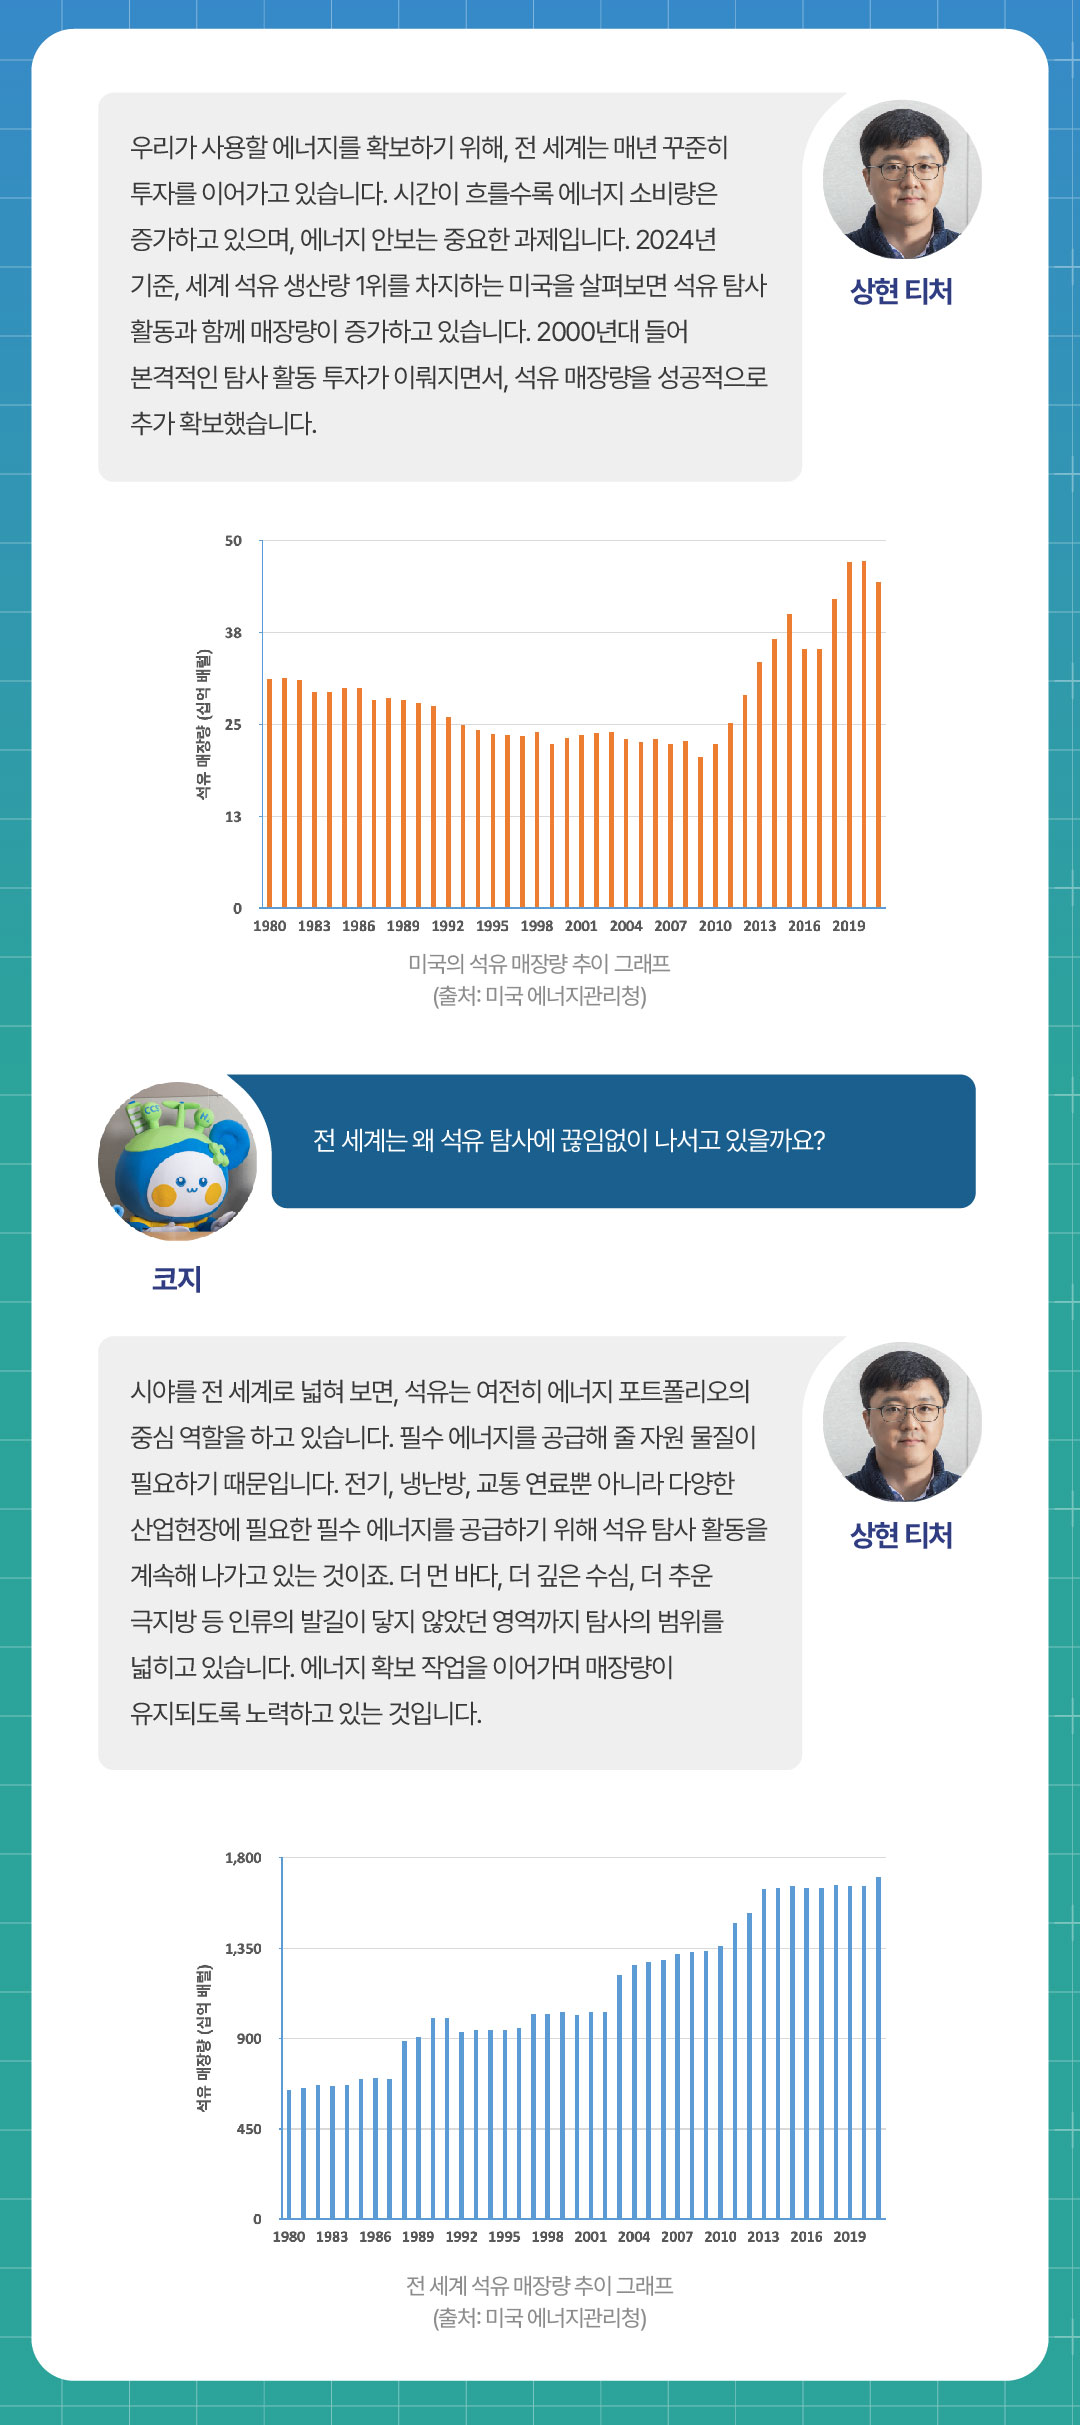 우리가 사용할 에너지를 확보하기 위해, 전 세계는 매년 꾸준히
투자를 이어가고 있습니다. 시간이 흐를수록 에너지 소비량은
증가하고 있으며, 에너지 안보는 중요한 과제입니다. 2024년
기준, 세계 석유 생산량 1위를 차지하는 미국을 살펴보면 석유 탐사
활동과 함께 매장량이 증가하고 있습니다. 2000년대 들어
본격적인 탐사 활동 투자가 이뤄지면서, 석유 매장량을 성공적으로
추가 확보했습니다.
상현 티처
석유 매장량 (십억 배럴)
50
38
25
13
0
1980 1983 1986 1989 1992 1995 1998 2001 2004 2007 2010 2013 2016 2019
미국의 석유 매장량 추이 그래프
(출처: 미국 에너지관리청)
CCS
H₂
코지
전 세계는 왜 석유 탐사에 끊임없이 나서고 있을까요?
시야를 전 세계로 넓혀 보면, 석유는 여전히 에너지 포트폴리오의
중심 역할을 하고 있습니다. 필수 에너지를 공급해 줄 자원 물질이
필요하기 때문입니다. 전기, 냉난방, 교통 연료뿐 아니라 다양한
산업현장에 필요한 필수 에너지를 공급하기 위해 석유 탐사 활동을
계속해 나가고 있는 것이죠. 더 먼 바다, 더 깊은 수심, 더 추운
극지방 등 인류의 발길이 닿지 않았던 영역까지 탐사의 범위를
넓히고 있습니다. 에너지 확보 작업을 이어가며 매장량이
유지되도록 노력하고 있는 것입니다.
상현 티처
석유 매장량 (십억 배럴)
1,800
1,350
900
450
0
1980 1983 1986 1989 1992 1995 1998 2001 2004 2007 2010 2013 2016 2019
전 세계 석유 매장량 추이 그래프
(출처: 미국 에너지관리청)